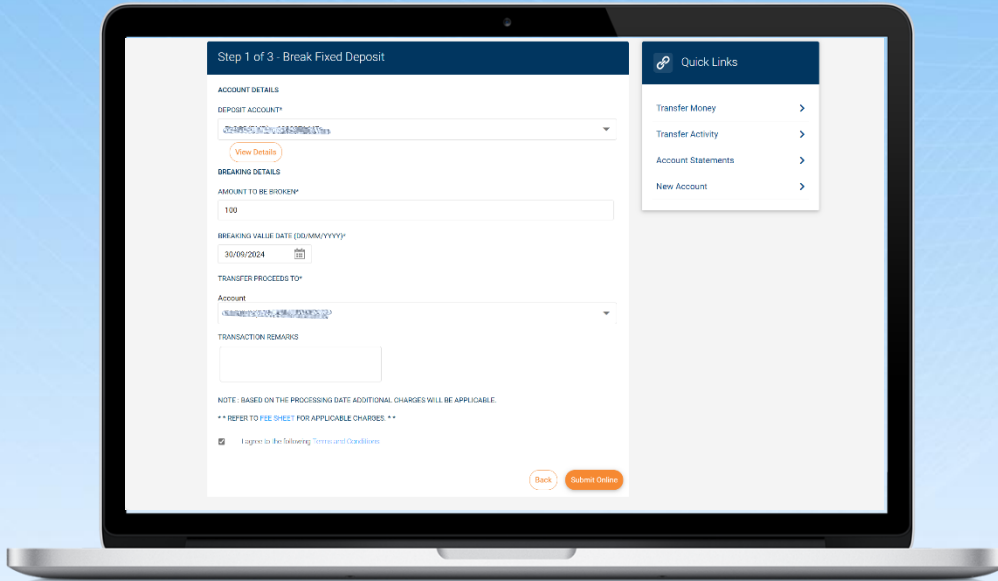 Step 1 of 3 - Break Fixed Deposit
ACCOUNT DETAILS
DEPOSIT ACCOUNT*
View Details
BREAKING DETAILS
AMOUNT TO BE BROKEN*
100
BREAKING VALUE DATE (DD/MM/YYYY)*
30/09/2024
TRANSFER PROCEEDS TO*
Account
TRANSACTION REMARKS
NOTE : BASED ON THE PROCESSING DATE ADDITIONAL CHARGES WILL BE APPLICABLE.
* * REFER TO FEE SHEET FOR APPLICABLE CHARGES. * *
I agree to the following Terms and Conditions
Back
Submit Online
Quick Links
Transfer Money
Transfer Activity
Account Statements
New Account